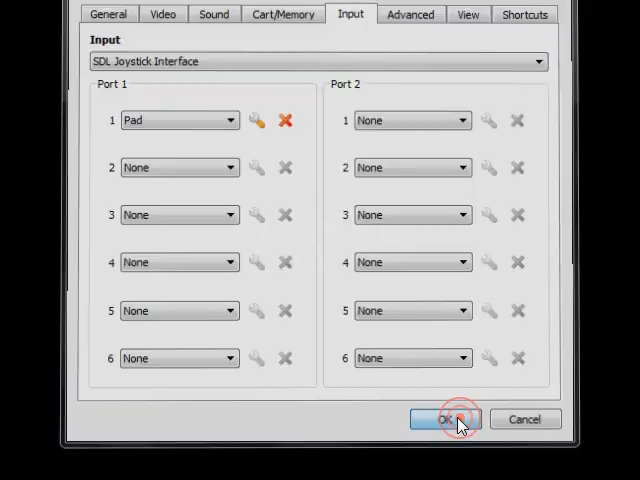 General Video Sound Cart/Memory Input Advanced View Shortcuts
Input
SDL Joystick Interface
Port 1 Port 2
1 Pad 1 None
2 None 2 None
3 None 3 None
4 None 4 None
5 None 5 None
6 None 6 None
OK Cancel